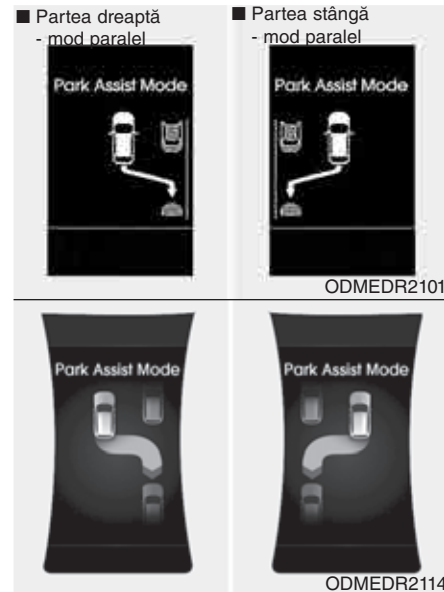 ■ Partea dreaptă
- mod paralel
■ Partea stângă
- mod paralel
Park Assist Mode
Park Assist Mode
ODMEDR2101
Park Assist Mode
Park Assist Mode
ODMEDR2114